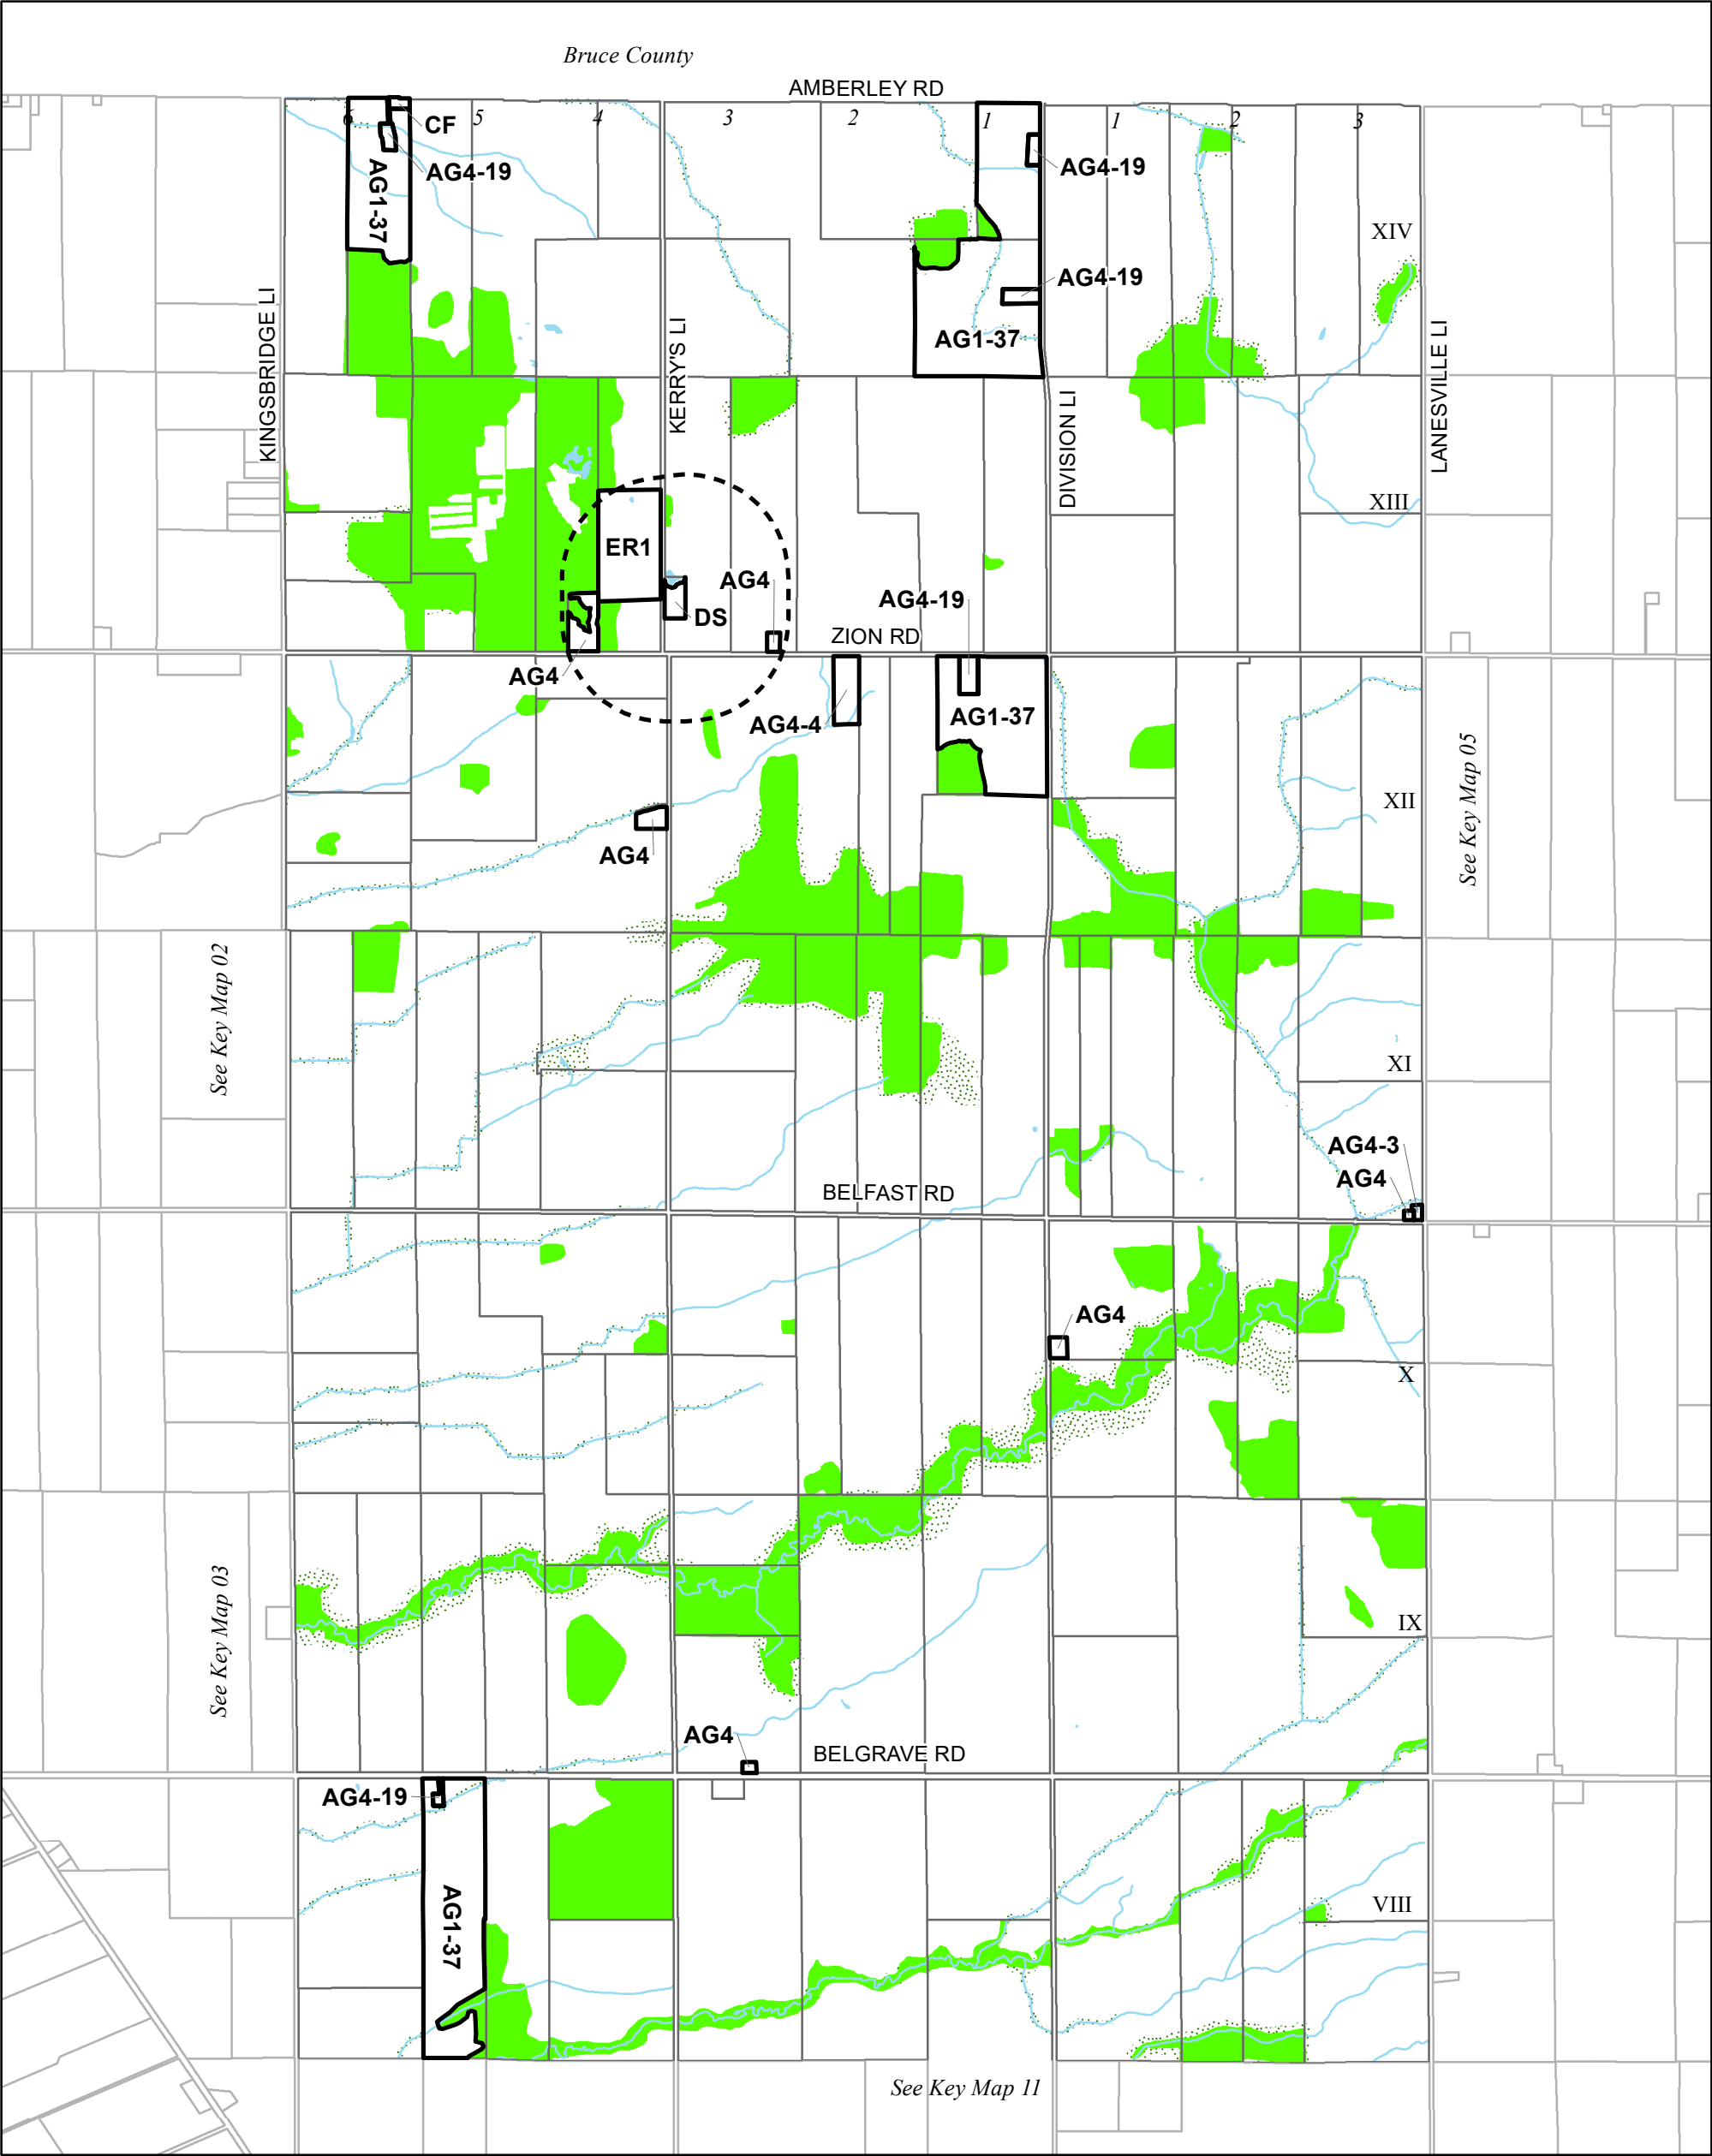 Bruce County
AMBERLEY RD
6
5
4
3
2
1
1
2
3
CF
AG4-19
AG1-37
AG4-19
XIV
AG4-19
AG1-37
KINGSBRIDGE LI
KERRY'S LI
DIVISION LI
LANESVILLE LI
XIII
ER1
AG4
AG4-19
DS
ZION RD
AG4
AG4-4
AG1-37
See Key Map 05
XII
AG4
See Key Map 02
XI
AG4-3
AG4
BELFAST RD
AG4
X
See Key Map 03
IX
AG4
BELGRAVE RD
AG4-19
AG1-37
VIII
See Key Map 11